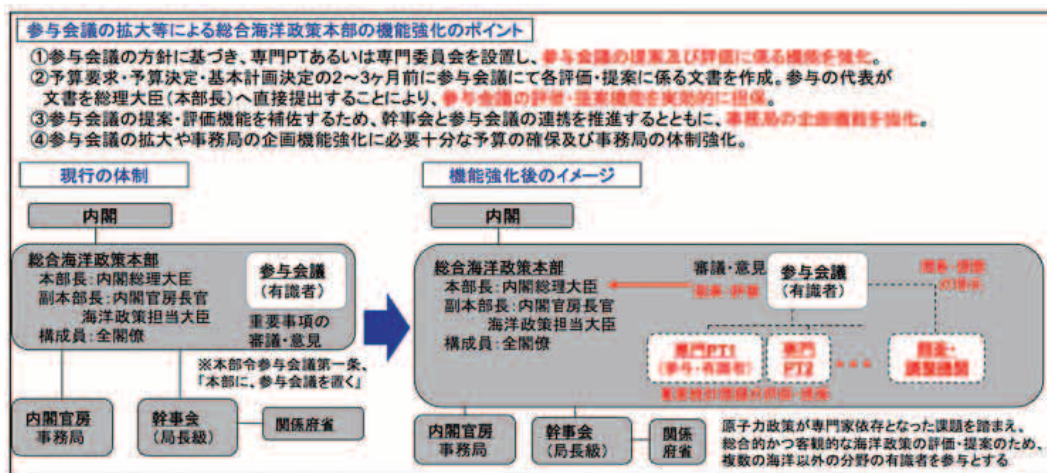 参与会議の拡大等による総合海洋政策本部の機能強化のポイント
①参与会議の方針に基づき、専門PTあるいは専門委員会を設置し、参与会議の提案及び評価に係る機能を強化。
②予算要求・予算決定・基本計画決定の2～3ヶ月前に参与会議にて各評価・提案に係る文書を作成。参与の代表が
文書を総理大臣(本部長)へ直接提出することにより、参与会議の評価・提案機能を実効的に担保。
③参与会議の提案・評価機能を補佐するため、幹事会と参与会議の連携を推進するとともに、事務局の企画機能を強化。
④参与会議の拡大や事務局の企画機能強化に必要十分な予算の確保及び事務局の体制強化。
現行の体制
内閣
総合海洋政策本部
本部長:内閣総理大臣
副本部長:内閣官房長官
海洋政策担当大臣
構成員:全閣僚
参与会議
(有識者)
重要事項の
審議・意見
※本部令参与会議第一条、
「本部に、参与会議を置く」
内閣官房
事務局
幹事会
(局長級)
関係府省
機能強化後のイメージ
内閣
総合海洋政策本部
本部長:内閣総理大臣
副本部長:内閣官房長官
海洋政策担当大臣
構成員:全閣僚
審議・意見
参与会議
(有識者)
専門PT1
(参与・有識者)
専門
PT2
調査・
調整機関
内閣官房
事務局
幹事会
(局長級)
関係
府省
原子力政策が専門家依存となった課題を踏まえ、
総合的かつ客観的な海洋政策の評価・提案のため、
複数の海洋以外の分野の有識者を参与とする